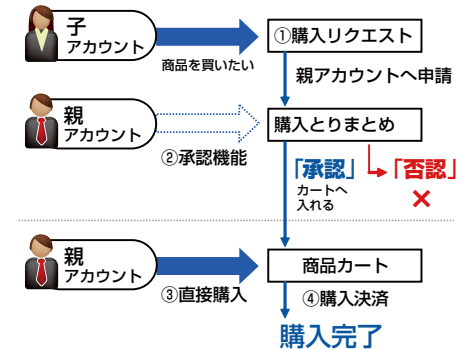 子
アカウント
商品を買いたい
①購入リクエスト
親アカウントへ申請
親
アカウント
②承認機能
購入とりまとめ
「承認」
「否認」
カートへ
入れる
×
親
アカウント
③直接購入
商品カート
④購入決済
購入完了